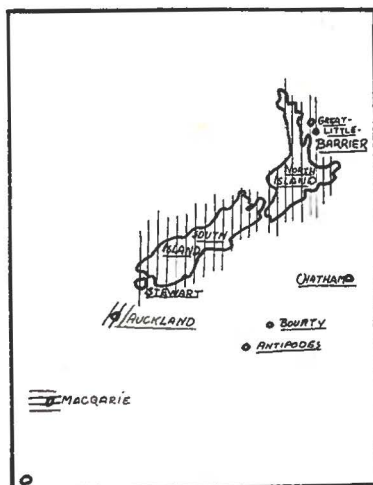 GREAT-
LITTLE-
BARRIER
NORTH
ISLAND
SOUTH
ISLAND
CHATHAM
STEWART
AUCKLAND
BOUNTY
ANTIPODES
MACQARIE